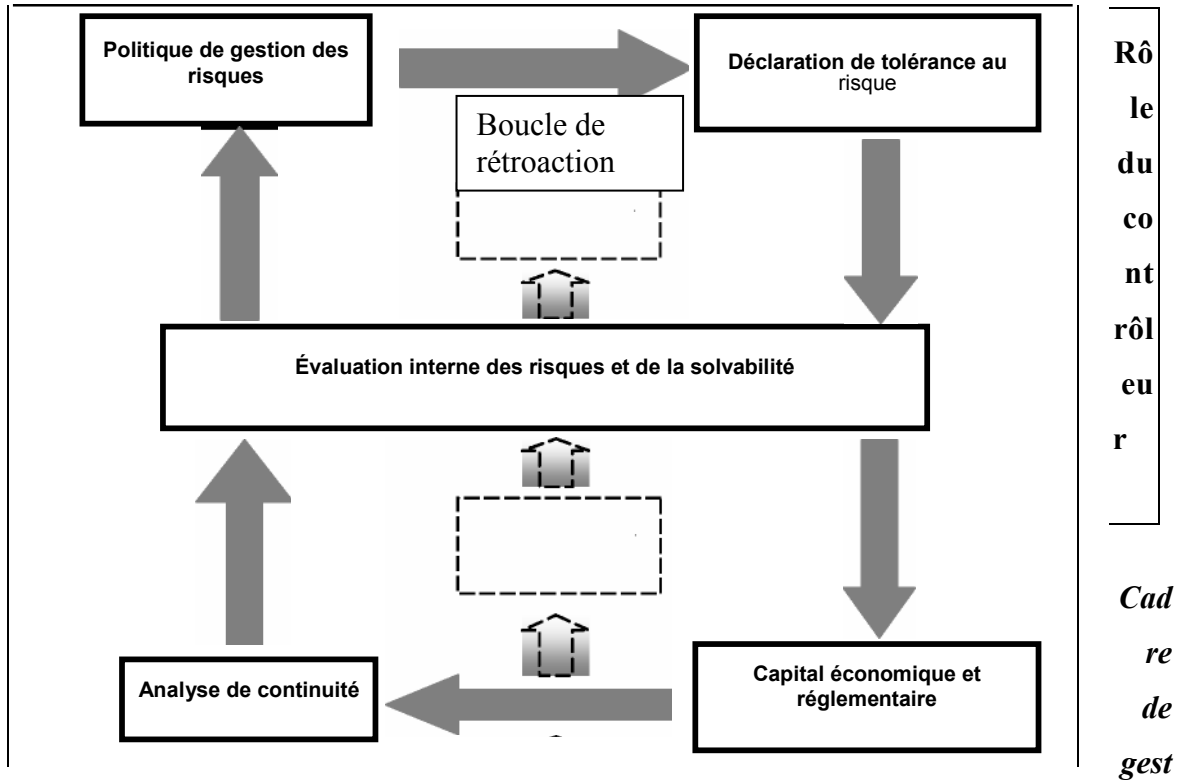 Politique de gestion des
risques
Déclaration de tolérance au
risque
Boucle de
rétroaction
Évaluation interne des risques et de la solvabilité
Analyse de continuité
Capital économique et
réglementaire
Rô
le
du
co
nt
rôl
eu
r
Cad
re
de
gest